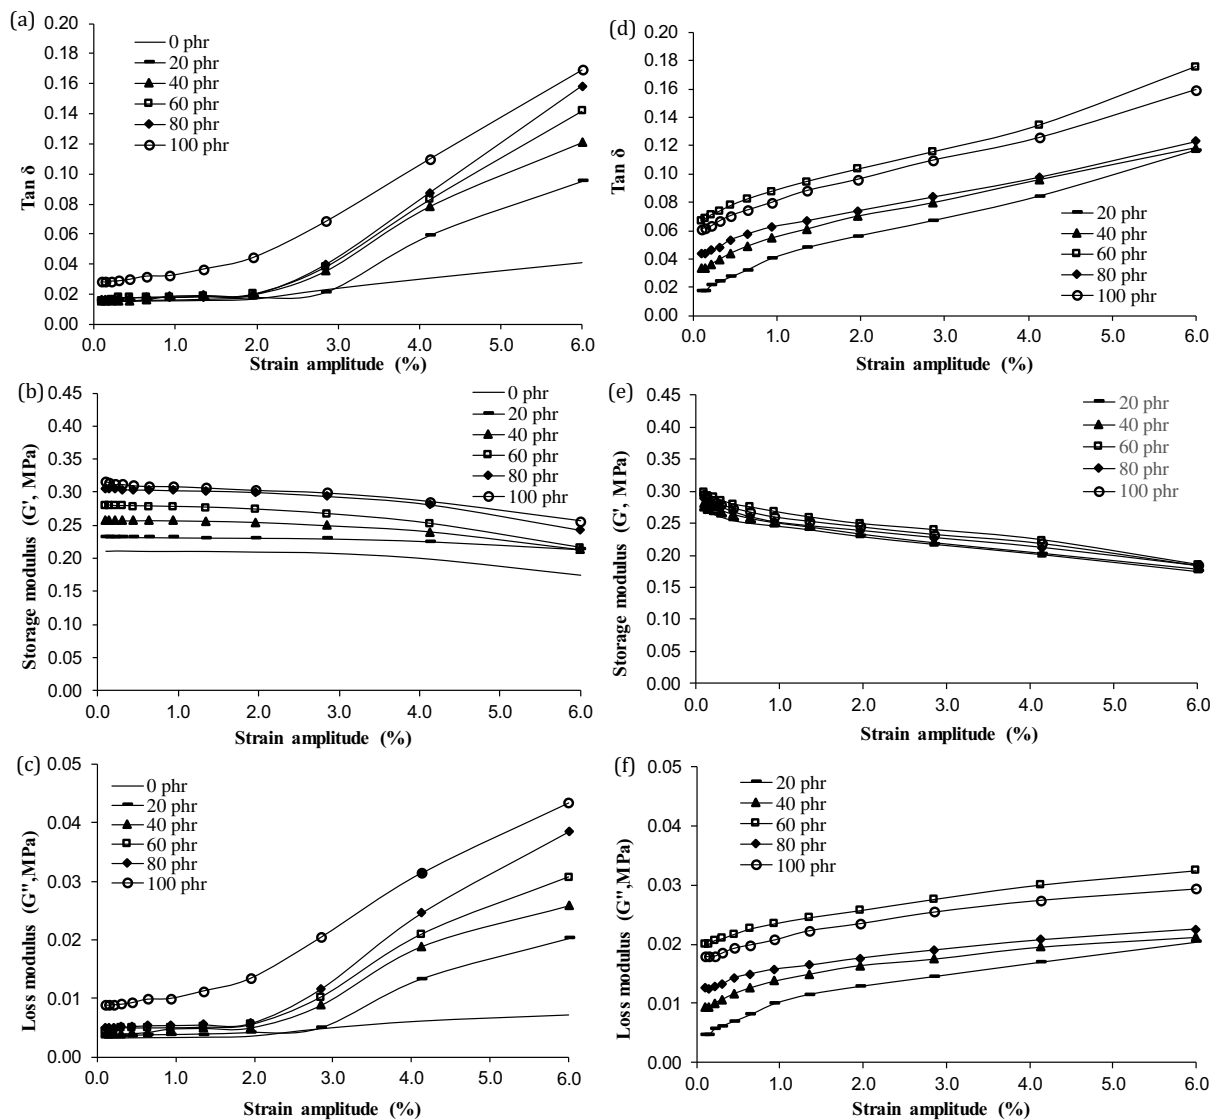 (a)
0.20
0.18
0.16
0.14
0.12
0.10
0.08
0.06
0.04
0.02
0.00
Tan δ
0 phr
20 phr
40 phr
60 phr
80 phr
100 phr
0.0 1.0 2.0 3.0 4.0 5.0 6.0
Strain amplitude (%)
(d)
0.20
0.18
0.16
0.14
0.12
0.10
0.08
0.06
0.04
0.02
0.00
Tan δ
20 phr
40 phr
60 phr
80 phr
100 phr
0.0 1.0 2.0 3.0 4.0 5.0 6.0
Strain amplitude (%)
(b)
0.45
0.40
0.35
0.30
0.25
0.20
0.15
0.10
0.05
0.00
Storage modulus (G', MPa)
0 phr
20 phr
40 phr
60 phr
80 phr
100 phr
0.0 1.0 2.0 3.0 4.0 5.0 6.0
Strain amplitude (%)
(e)
0.45
0.40
0.35
0.30
0.25
0.20
0.15
0.10
0.05
0.00
Storage modulus (G', MPa)
20 phr
40 phr
60 phr
80 phr
100 phr
0.0 1.0 2.0 3.0 4.0 5.0 6.0
Strain amplitude (%)
(c)
0.05
0.04
0.03
0.02
0.01
0.00
Loss modulus (G'',MPa)
0 phr
20 phr
40 phr
60 phr
80 phr
100 phr
0.0 1.0 2.0 3.0 4.0 5.0 6.0
Strain amplitude (%)
(f)
0.05
0.04
0.03
0.02
0.01
0.00
Loss modulus (G'',MPa)
20 phr
40 phr
60 phr
80 phr
100 phr
0.0 1.0 2.0 3.0 4.0 5.0 6.0
Strain amplitude (%)